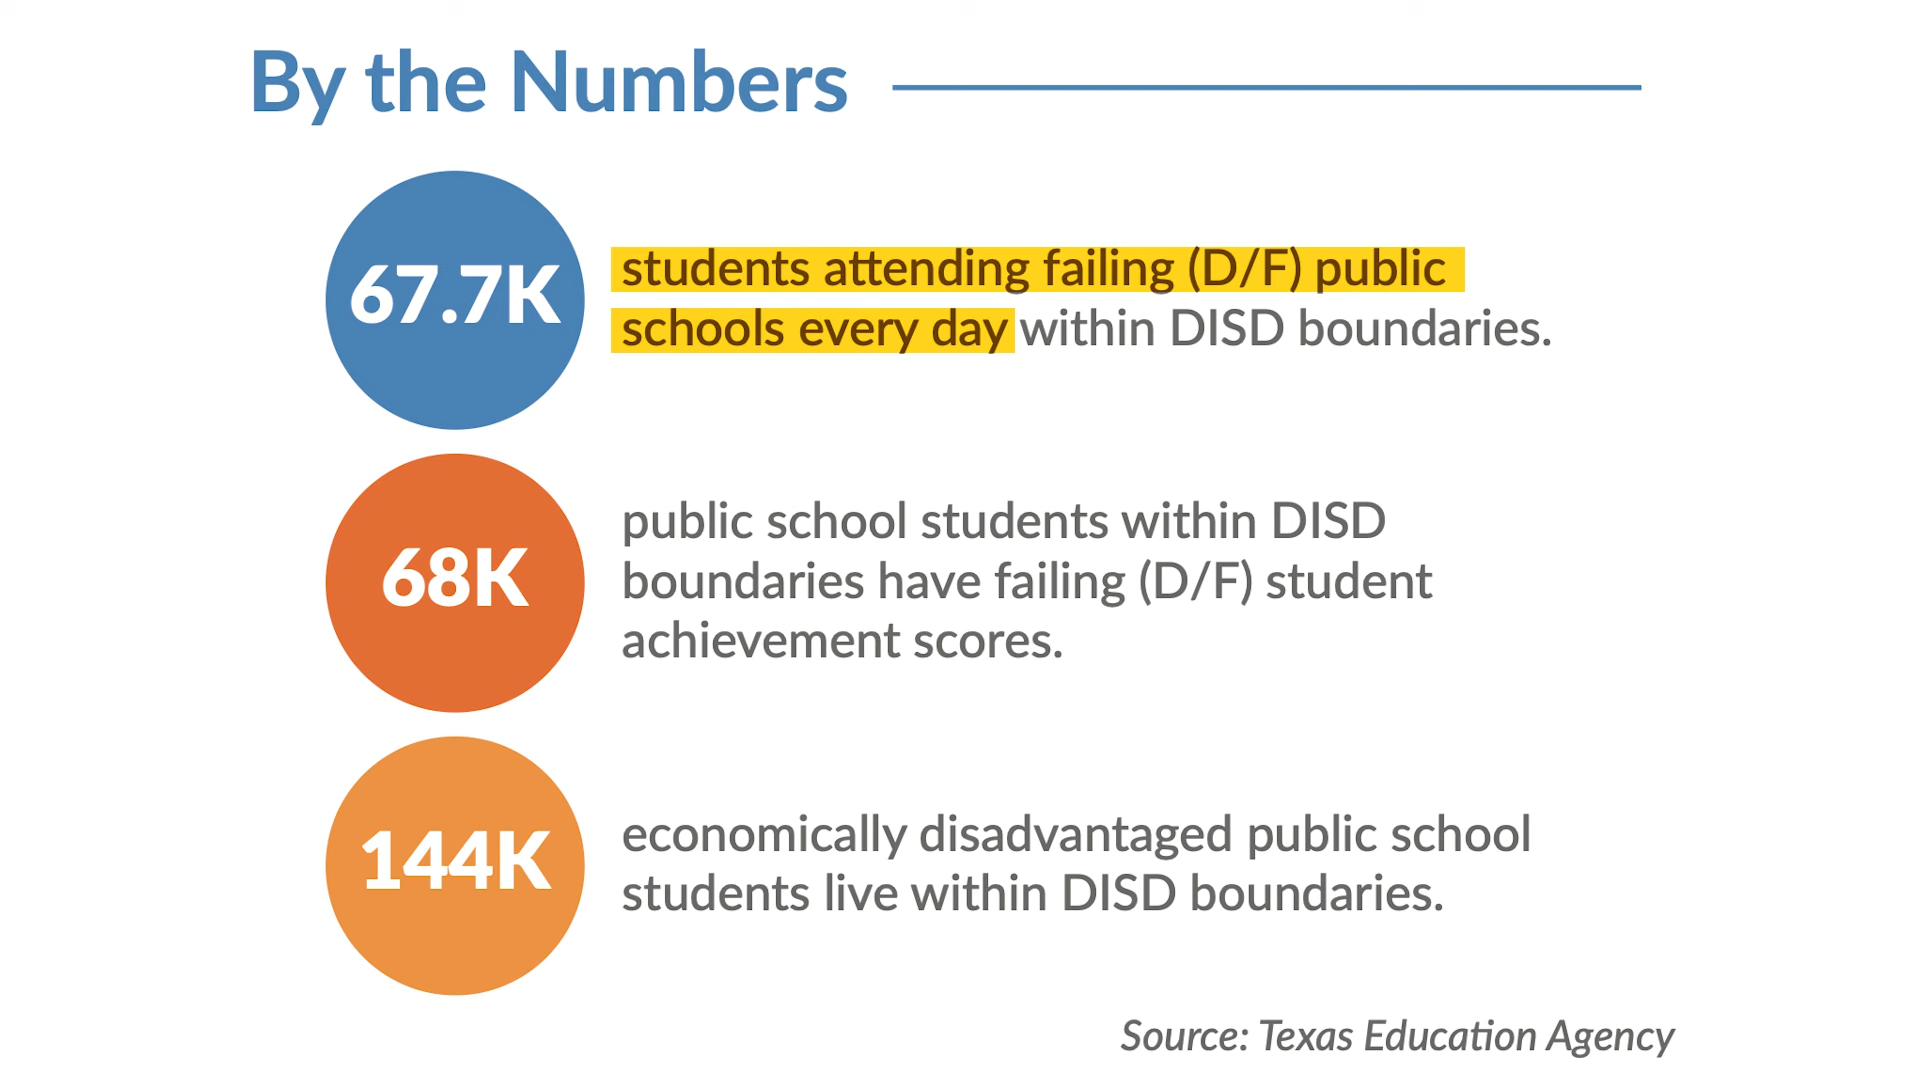 By the Numbers
67.7K
students attending failing (D/F) public
schools every day within DISD boundaries.
68K
public school students within DISD
boundaries have failing (D/F) student
achievement scores.
144K
economically disadvantaged public school
students live within DISD boundaries.
Source: Texas Education Agency